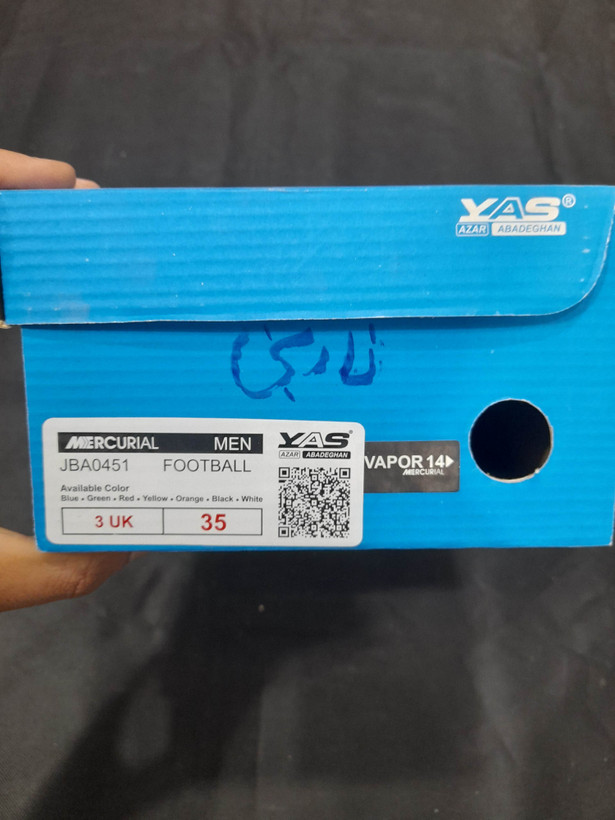 YAS®
AZAR ABADEGHAN
نارنجی
MERCURIAL MEN
JBA0451 FOOTBALL
Available Color
Blue • Green • Red • Yellow • Orange • Black • White
3 UK 35
YAS®
AZAR ABADEGHAN
VAPOR 14
MERCURIAL